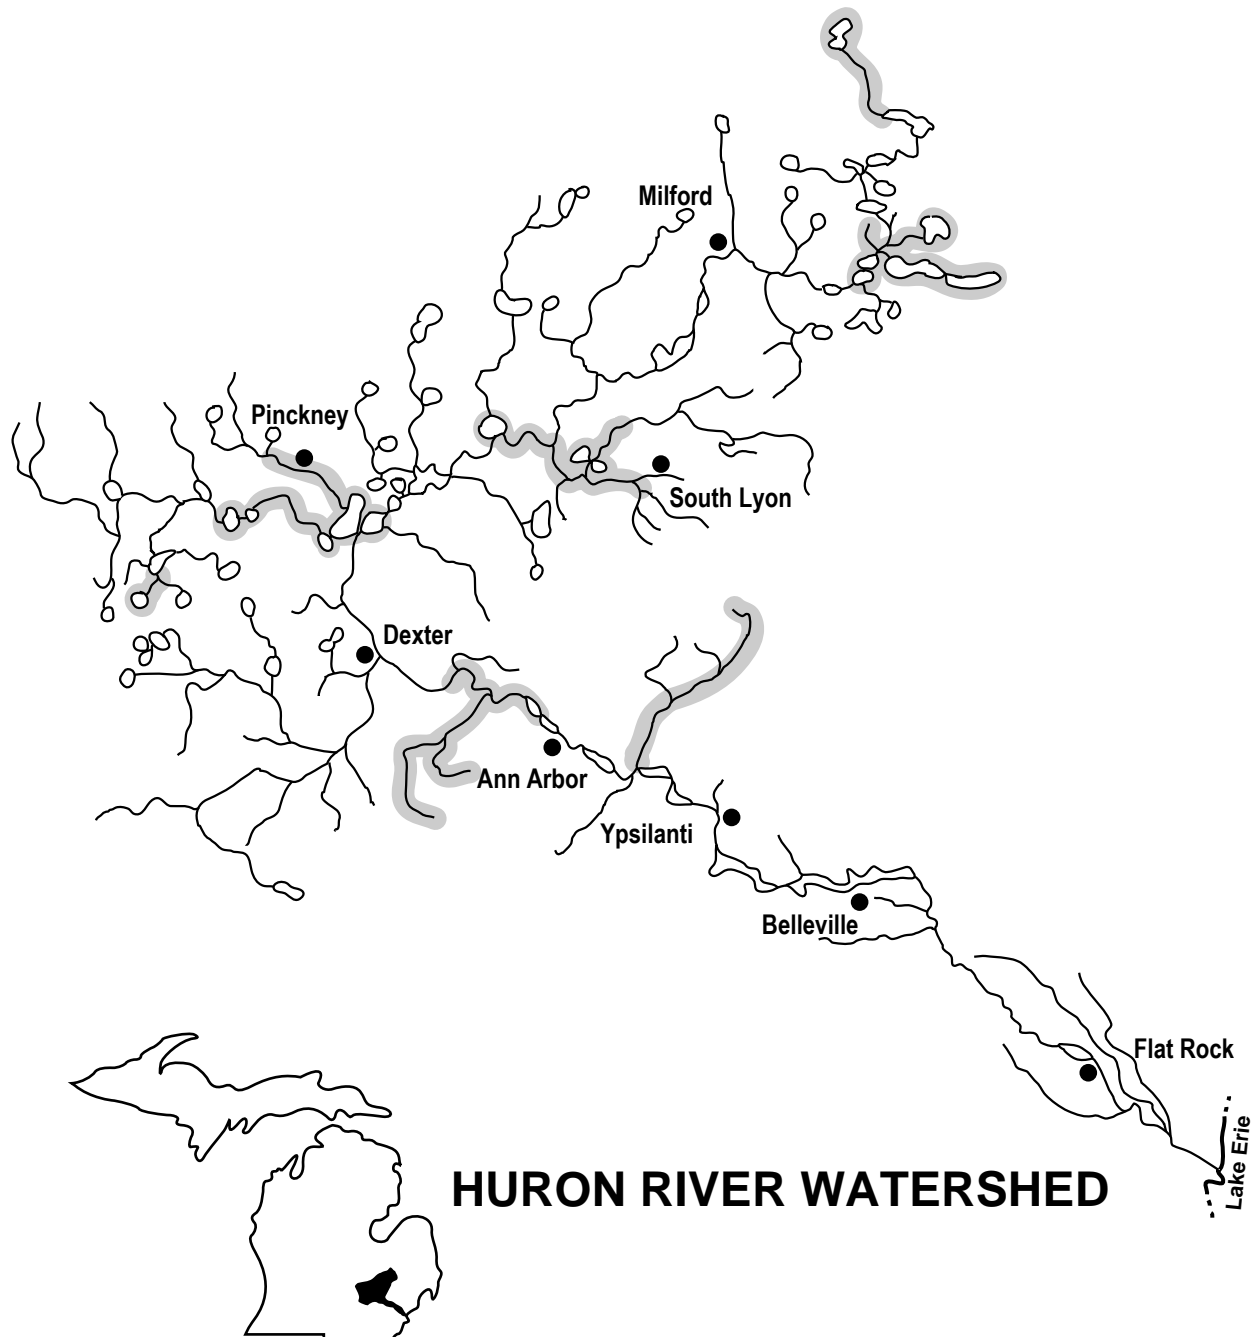 Milford
Pinckney
South Lyon
Dexter
Ann Arbor
Ypsilanti
Belleville
Flat Rock
Lake Erie
HURON RIVER WATERSHED